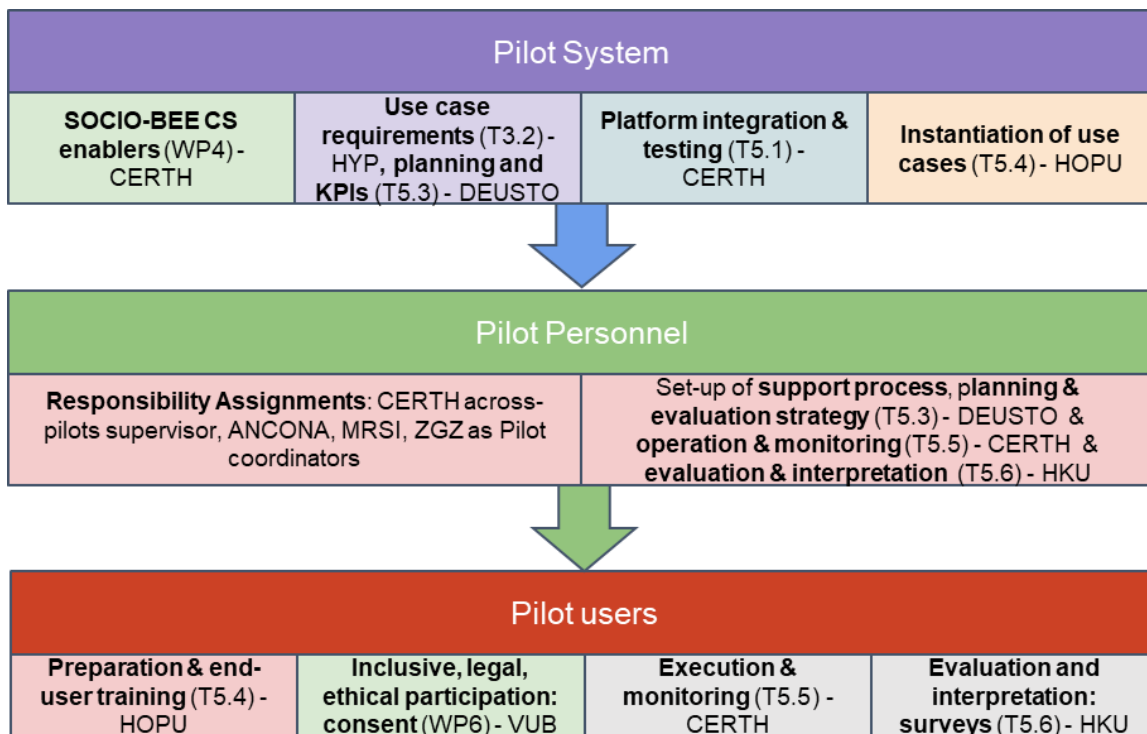 Pilot System
SOCIO-BEE CS
enablers (WP4) -
CERTH
Use case
requirements (T3.2) -
HYP, planning and
KPIs (T5.3) - DEUSTO
Platform integration &
testing (T5.1) -
CERTH
Instantiation of use
cases (T5.4) - HOPU
Pilot Personnel
Responsibility Assignments: CERTH across-
pilots supervisor, ANCONA, MRSI, ZGZ as Pilot
coordinators
Set-up of support process, planning &
evaluation strategy (T5.3) - DEUSTO &
operation & monitoring (T5.5) - CERTH &
evaluation & interpretation (T5.6) - HKU
Pilot users
Preparation & end-
user training (T5.4) -
HOPU
Inclusive, legal,
ethical participation:
consent (WP6) - VUB
Execution &
monitoring (T5.5) -
CERTH
Evaluation and
interpretation:
surveys (T5.6) - HKU